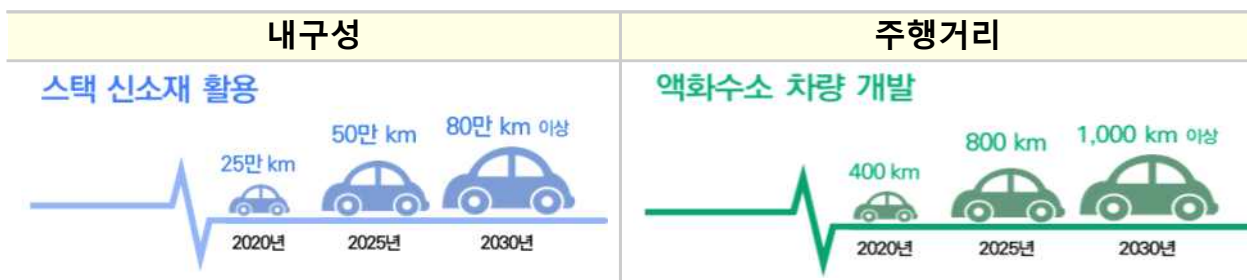 내구성
스택 신소재 활용
25만 km
50만 km
80만 km 이상
2020년
2025년
2030년
주행거리
액화수소 차량 개발
400 km
800 km
1,000 km 이상
2020년
2025년
2030년